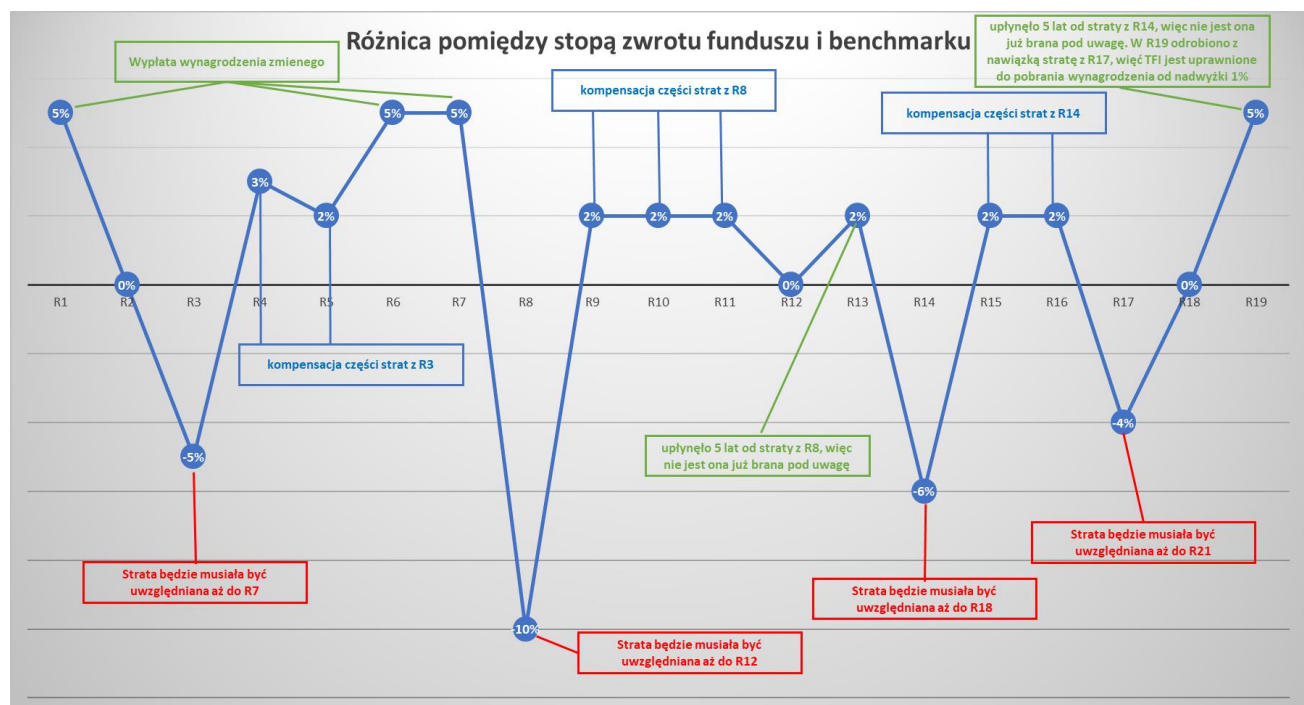 Różnica pomiędzy stopą zwrotu funduszu i benchmarku
upłynęło 5 lat od straty z R14, więc nie jest ona
już brana pod uwagę. W R19 odrobiono z
nawiązką stratę z R17, więć TFI jest uprawnione
do pobrania wynagrodzenia od nadwyżki 1%
Wypłata wynagrodzenia zmienego
kompensacja części strat z R8
kompensacja części strat z R14
5%
5%
5%
5%
3%
2%
2%
2%
2%
2%
2%
2%
0%
0%
0%
R1
R2
R3
R4
R5
R6
R7
R8
R9
R10
R11
R12
R13
R14
R15
R16
R17
R18
R19
kompensacja części strat z R3
-4%
-5%
upłynęło 5 lat od straty z R8, więc
nie jest ona już brana pod uwagę
-6%
Strata będzie musiała być
uwzględniana aż do R21
Strata będzie musiała być
uwzględniana aż do R7
Strata będzie musiała być
uwzględniana aż do R18
-10%
Strata będzie musiała być
uwzględniana aż do R12